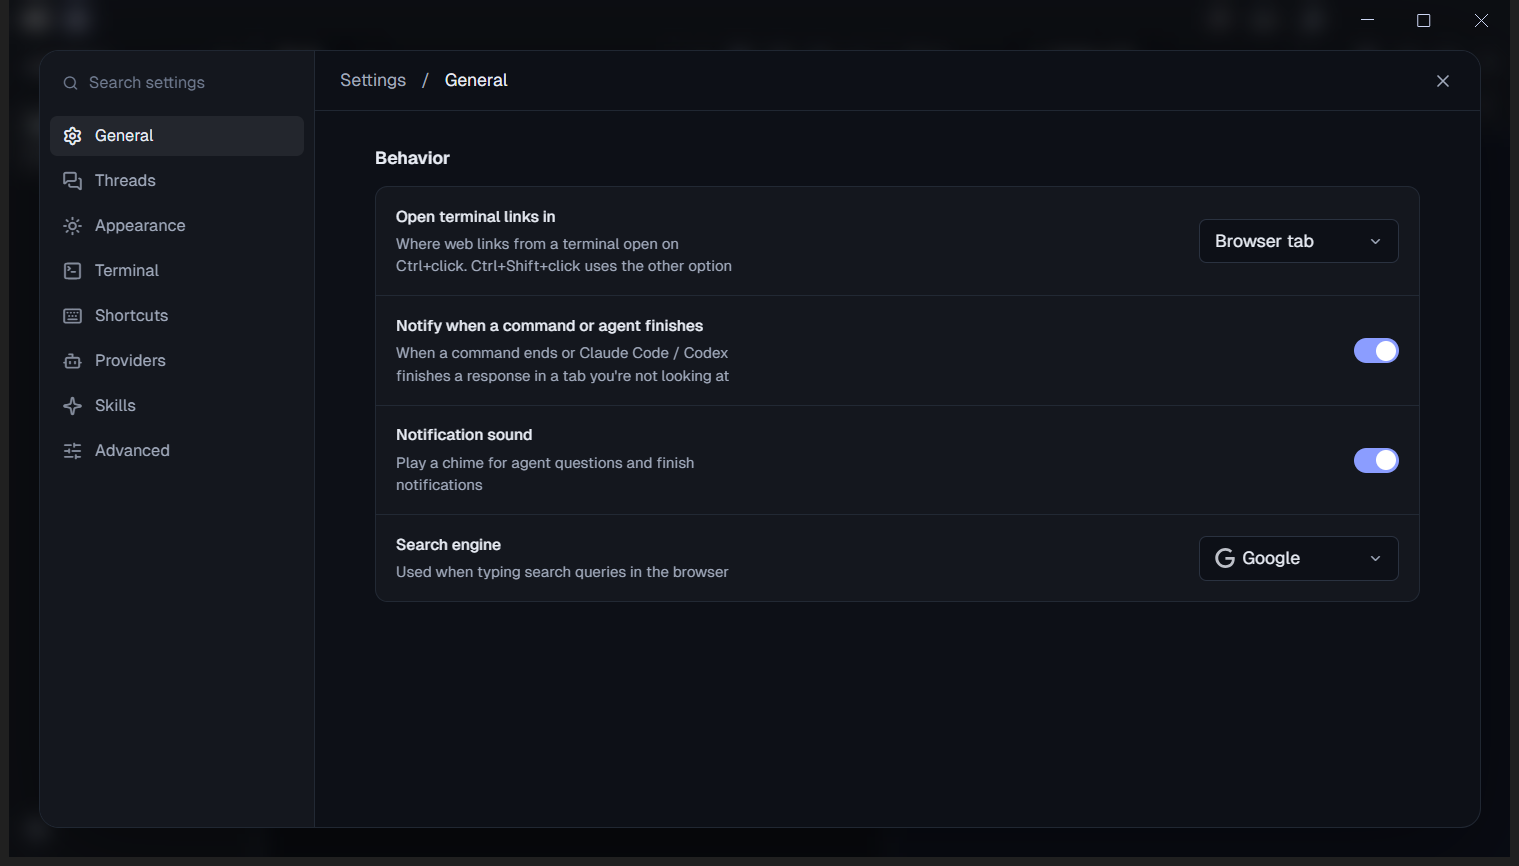 Search settings
General
Threads
Appearance
Terminal
Shortcuts
Providers
Skills
Advanced
Settings / General
Behavior
Open terminal links in
Where web links from a terminal open on
Ctrl+click. Ctrl+Shift+click uses the other option
Browser tab
Notify when a command or agent finishes
When a command ends or Claude Code / Codex
finishes a response in a tab you're not looking at
Notification sound
Play a chime for agent questions and finish
notifications
Search engine
Used when typing search queries in the browser
Google